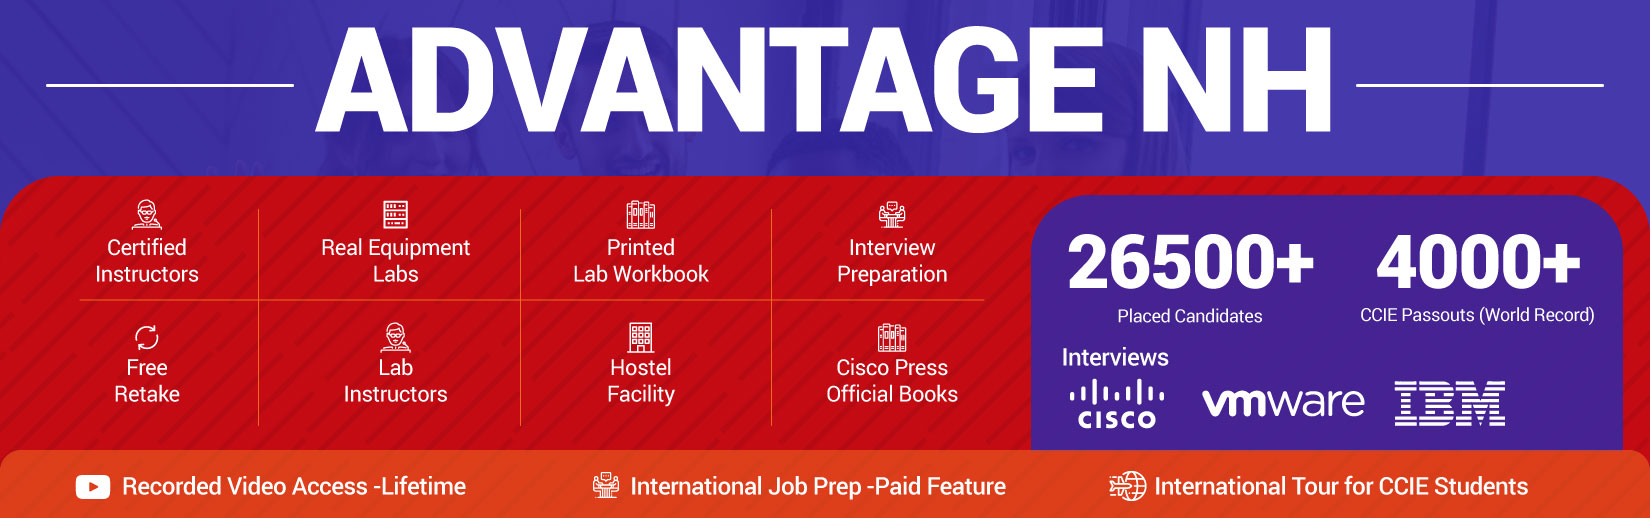 ADVANTAGE NH
Certified
Instructors
Real Equipment
Labs
Printed
Lab Workbook
Interview
Preparation
Free
Retake
Lab
Instructors
Hostel
Facility
Cisco Press
Official Books
26500+
Placed Candidates
4000+
CCIE Passouts (World Record)
Interviews
CISCO
vmware
IBM
Recorded Video Access -Lifetime
International Job Prep -Paid Feature
International Tour for CCIE Students